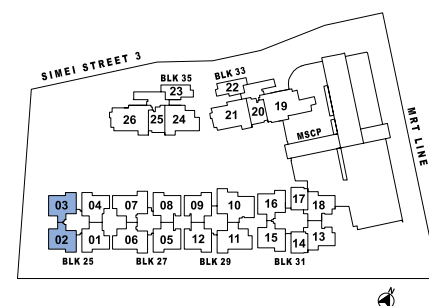 SIMEI STREET 3
BLK 35
BLK 33
23
22
26 25 24
21 20 19
MSCP
MRT LINE
03 04 07 08 09 10 16 17 18
02 01 06 05 12 11 15 14 13
BLK 25 BLK 27 BLK 29 BLK 31